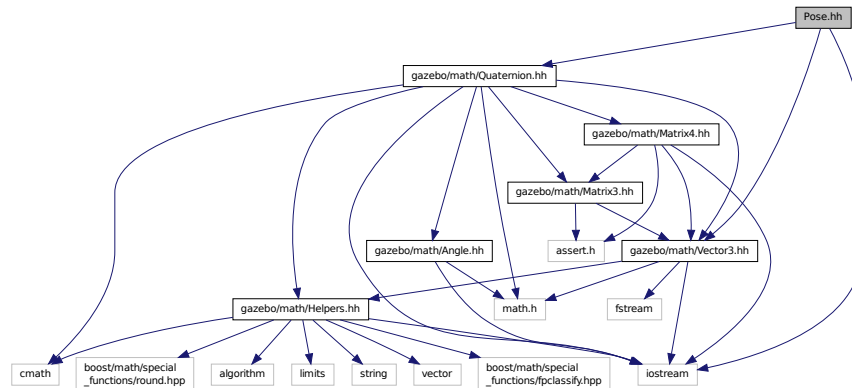 Pose.hh
gazebo/math/Quaternion.hh
gazebo/math/Matrix4.hh
gazebo/math/Matrix3.hh
gazebo/math/Angle.hh
assert.h
gazebo/math/Vector3.hh
gazebo/math/Helpers.hh
math.h
fstream
cmath
boost/math/special
_functions/round.hpp
algorithm
limits
string
vector
boost/math/special
_functions/fpclassify.hpp
iostream